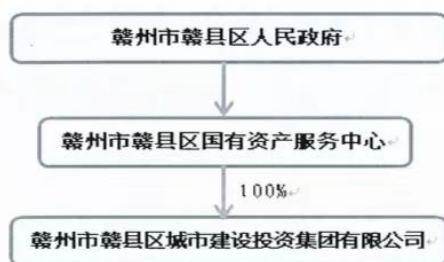 赣州市赣县区人民政府
赣州市赣县区国有资产服务中心
100%
赣州市赣县区城市建设投资集团有限公司